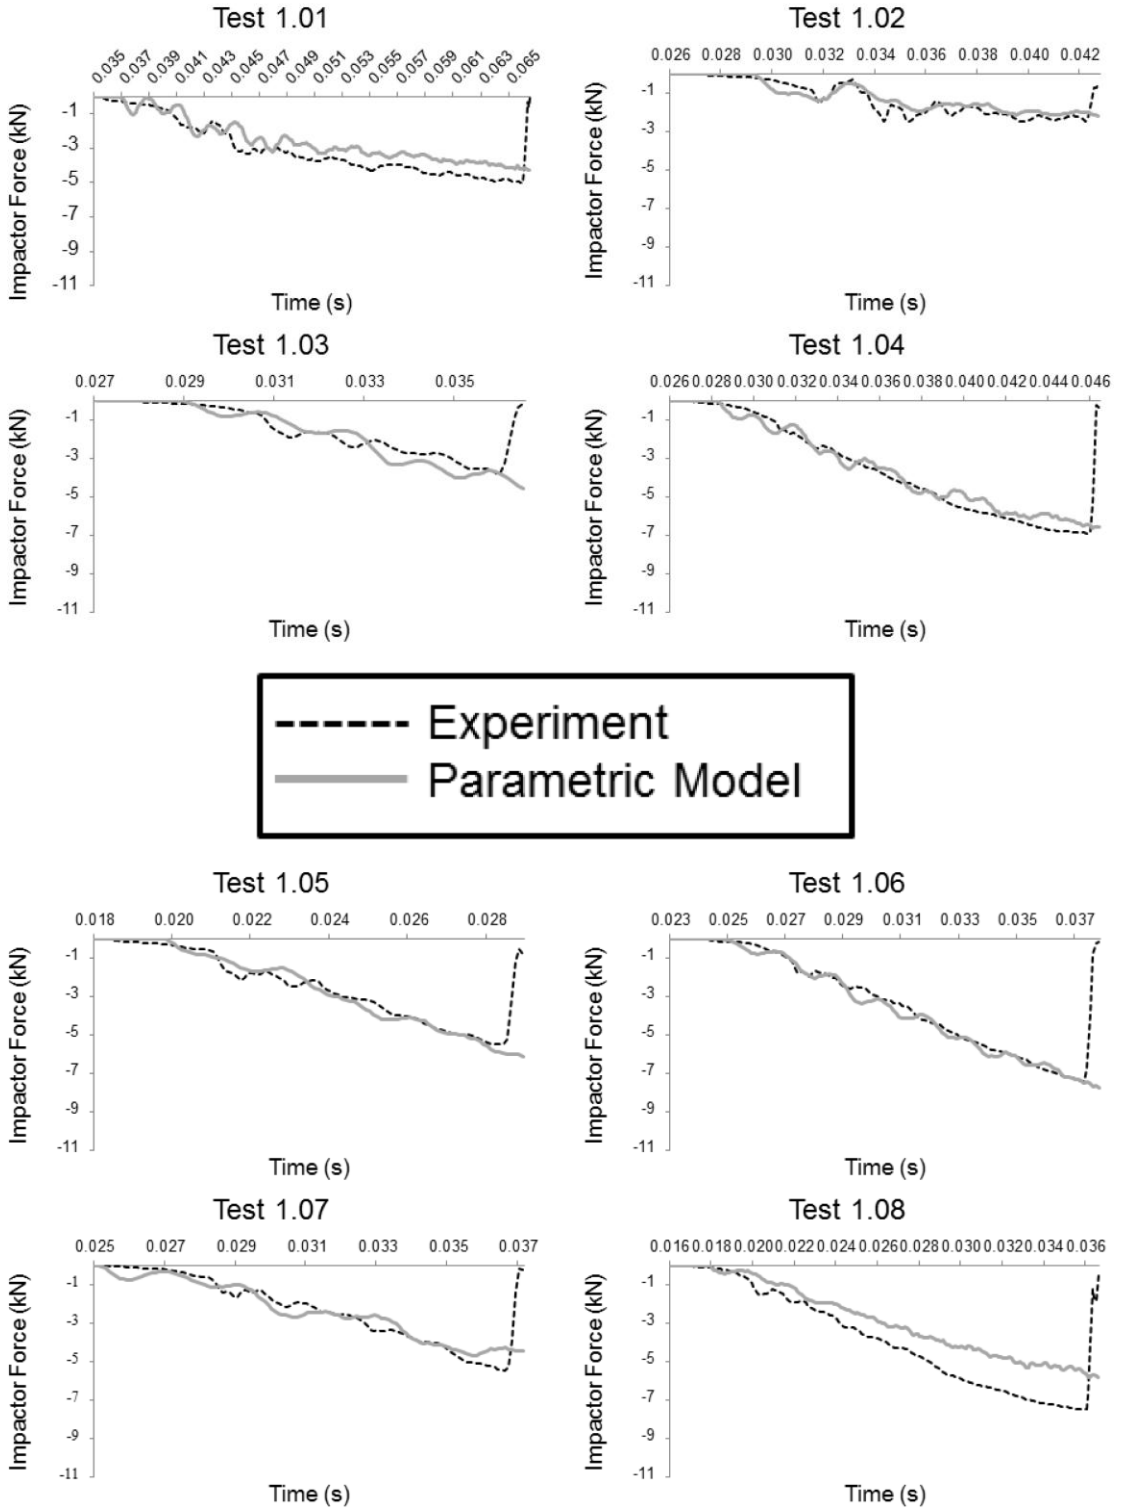 Test 1.01
0.035 0.037 0.039 0.041 0.043 0.045 0.047 0.049 0.051 0.053 0.055 0.057 0.059 0.061 0.063 0.065
-1
-3
-5
-7
-9
-11
Impactor Force (kN)
Time (s)
Test 1.02
0.026 0.028 0.030 0.032 0.034 0.036 0.038 0.040 0.042
-1
-3
-5
-7
-9
-11
Impactor Force (kN)
Time (s)
Test 1.03
0.027 0.029 0.031 0.033 0.035
-1
-3
-5
-7
-9
-11
Impactor Force (kN)
Time (s)
Test 1.04
0.026 0.028 0.030 0.032 0.034 0.036 0.038 0.040 0.042 0.044 0.046
-1
-3
-5
-7
-9
-11
Impactor Force (kN)
Time (s)
Experiment
Parametric Model
Test 1.05
0.018 0.020 0.022 0.024 0.026 0.028
-1
-3
-5
-7
-9
-11
Impactor Force (kN)
Time (s)
Test 1.06
0.023 0.025 0.027 0.029 0.031 0.033 0.035 0.037
-1
-3
-5
-7
-9
-11
Impactor Force (kN)
Time (s)
Test 1.07
0.025 0.027 0.029 0.031 0.033 0.035 0.037
-1
-3
-5
-7
-9
-11
Impactor Force (kN)
Time (s)
Test 1.08
0.016 0.018 0.020 0.022 0.024 0.026 0.028 0.030 0.032 0.034 0.036
-1
-3
-5
-7
-9
-11
Impactor Force (kN)
Time (s)